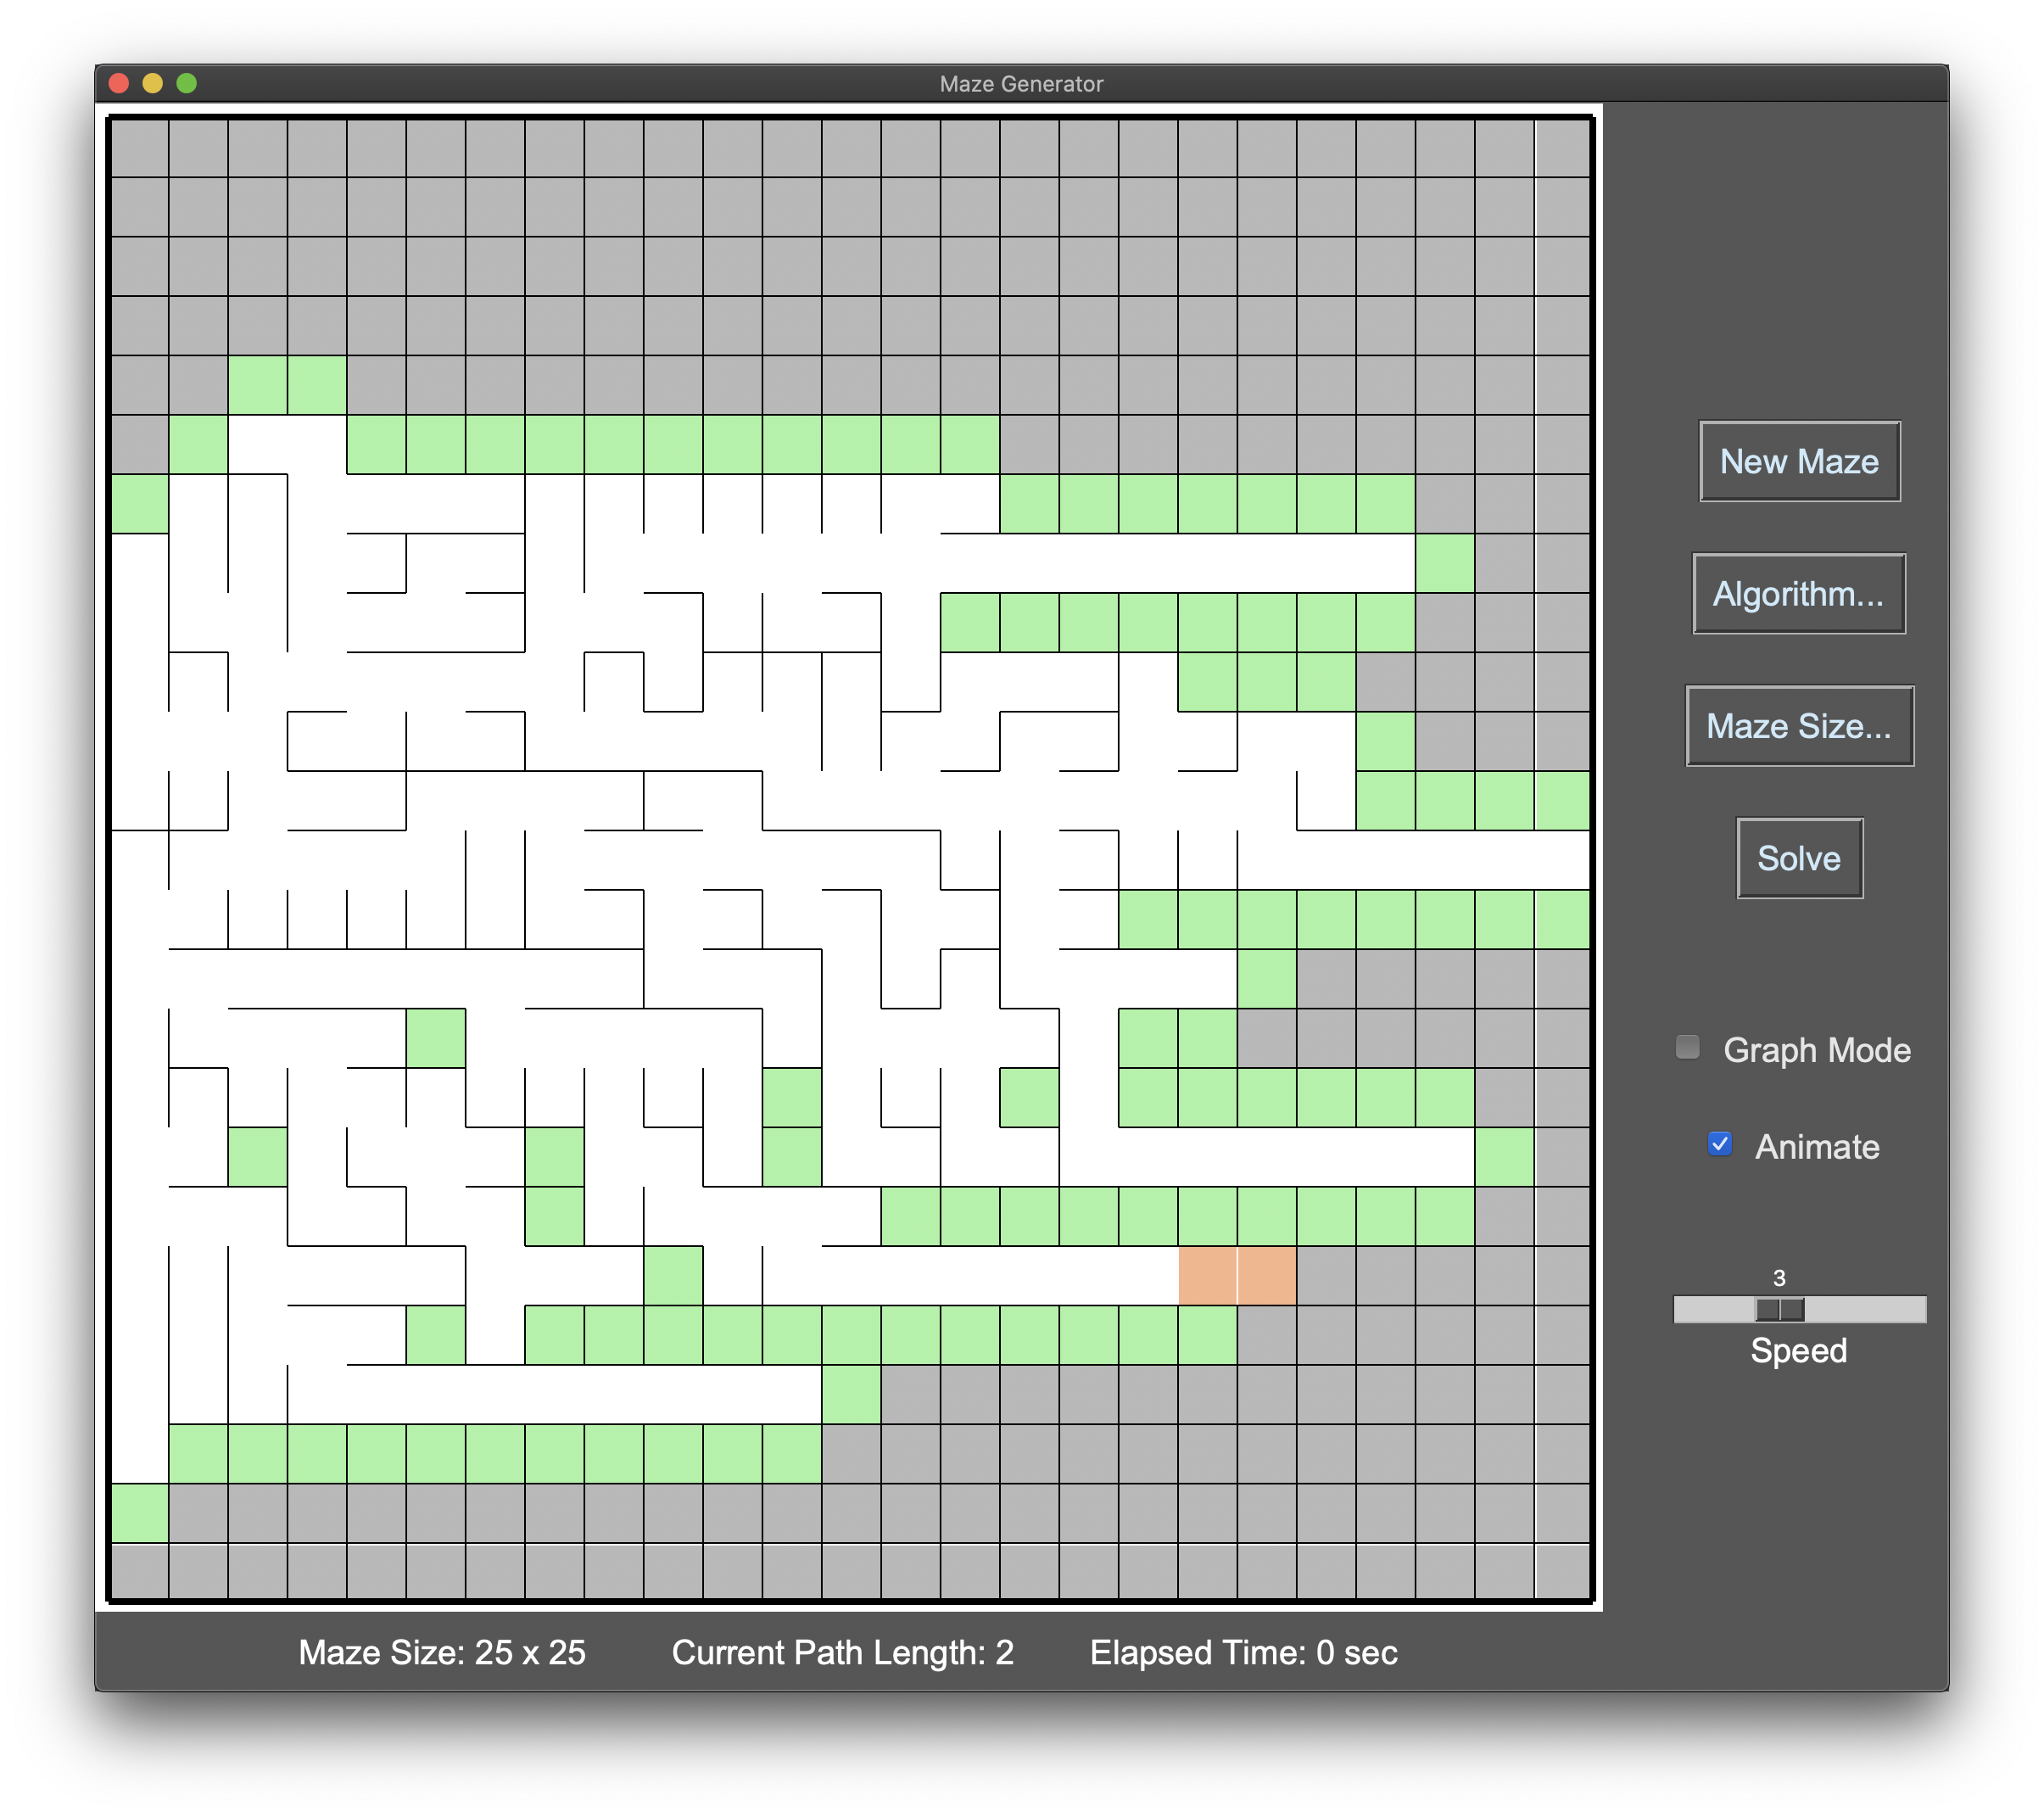 Maze Generator
New Maze
Algorithm...
Maze Size...
Solve
Graph Mode
Animate
3
Speed
Maze Size: 25 x 25 Current Path Length: 2 Elapsed Time: 0 sec